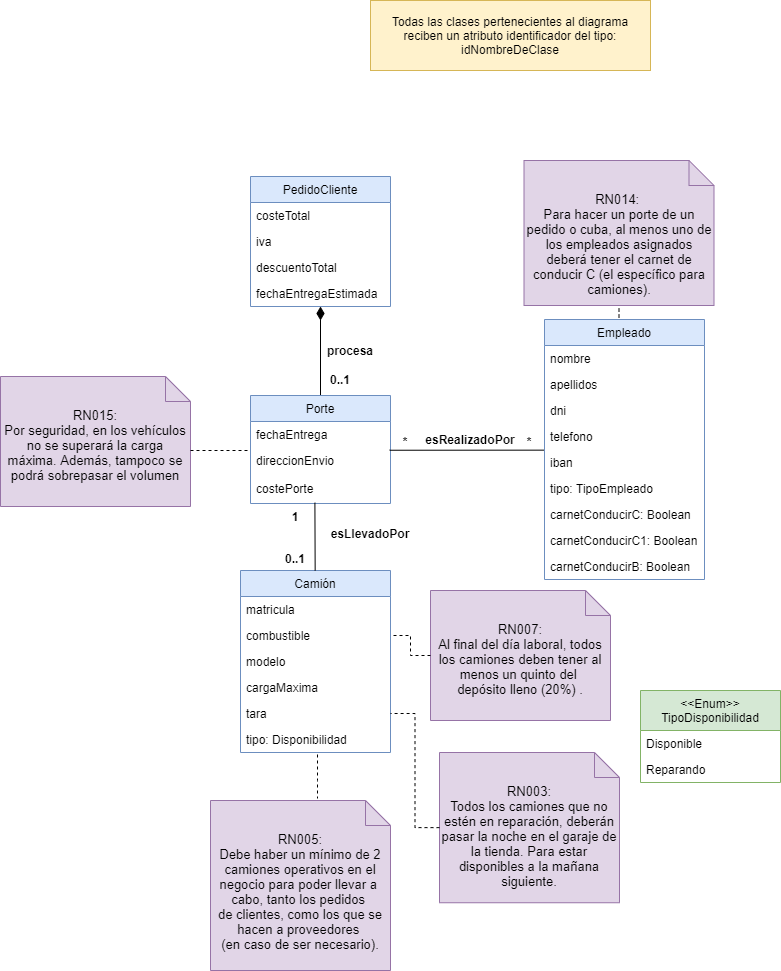 Todas las clases pertenecientes al diagrama
reciben un atributo identificador del tipo:
idNombreDeClase
PedidoCliente
costeTotal
iva
descuentoTotal
fechaEntregaEstimada
RN014:
Para hacer un porte de un
pedido o cuba, al menos uno de
los empleados asignados
deberá tener el carnet de
conducir C (el específico para
camiones).
procesa
0..1
Empleado
nombre
apellidos
dni
telefono
iban
tipo: TipoEmpleado
carnetConducirC: Boolean
carnetConducirC1: Boolean
carnetConducirB: Boolean
RN015:
Por seguridad, en los vehículos
no se superará la carga
máxima. Además, tampoco se
podrá sobrepasar el volumen
Porte
fechaEntrega
direccionEnvio
costePorte
* esRealizadoPor *
1
esLlevadoPor
0..1
Camión
matricula
combustible
modelo
cargaMaxima
tara
tipo: Disponibilidad
RN007:
Al final del día laboral, todos
los camiones deben tener al
menos un quinto del
depósito lleno (20%) .
<<Enum>>
TipoDisponibilidad
Disponible
Reparando
RN003:
Todos los camiones que no
estén en reparación, deberán
pasar la noche en el garaje de
la tienda. Para estar
disponibles a la mañana
siguiente.
RN005:
Debe haber un mínimo de 2
camiones operativos en el
negocio para poder llevar a
cabo, tanto los pedidos
de clientes, como los que se
hacen a proveedores
(en caso de ser necesario).